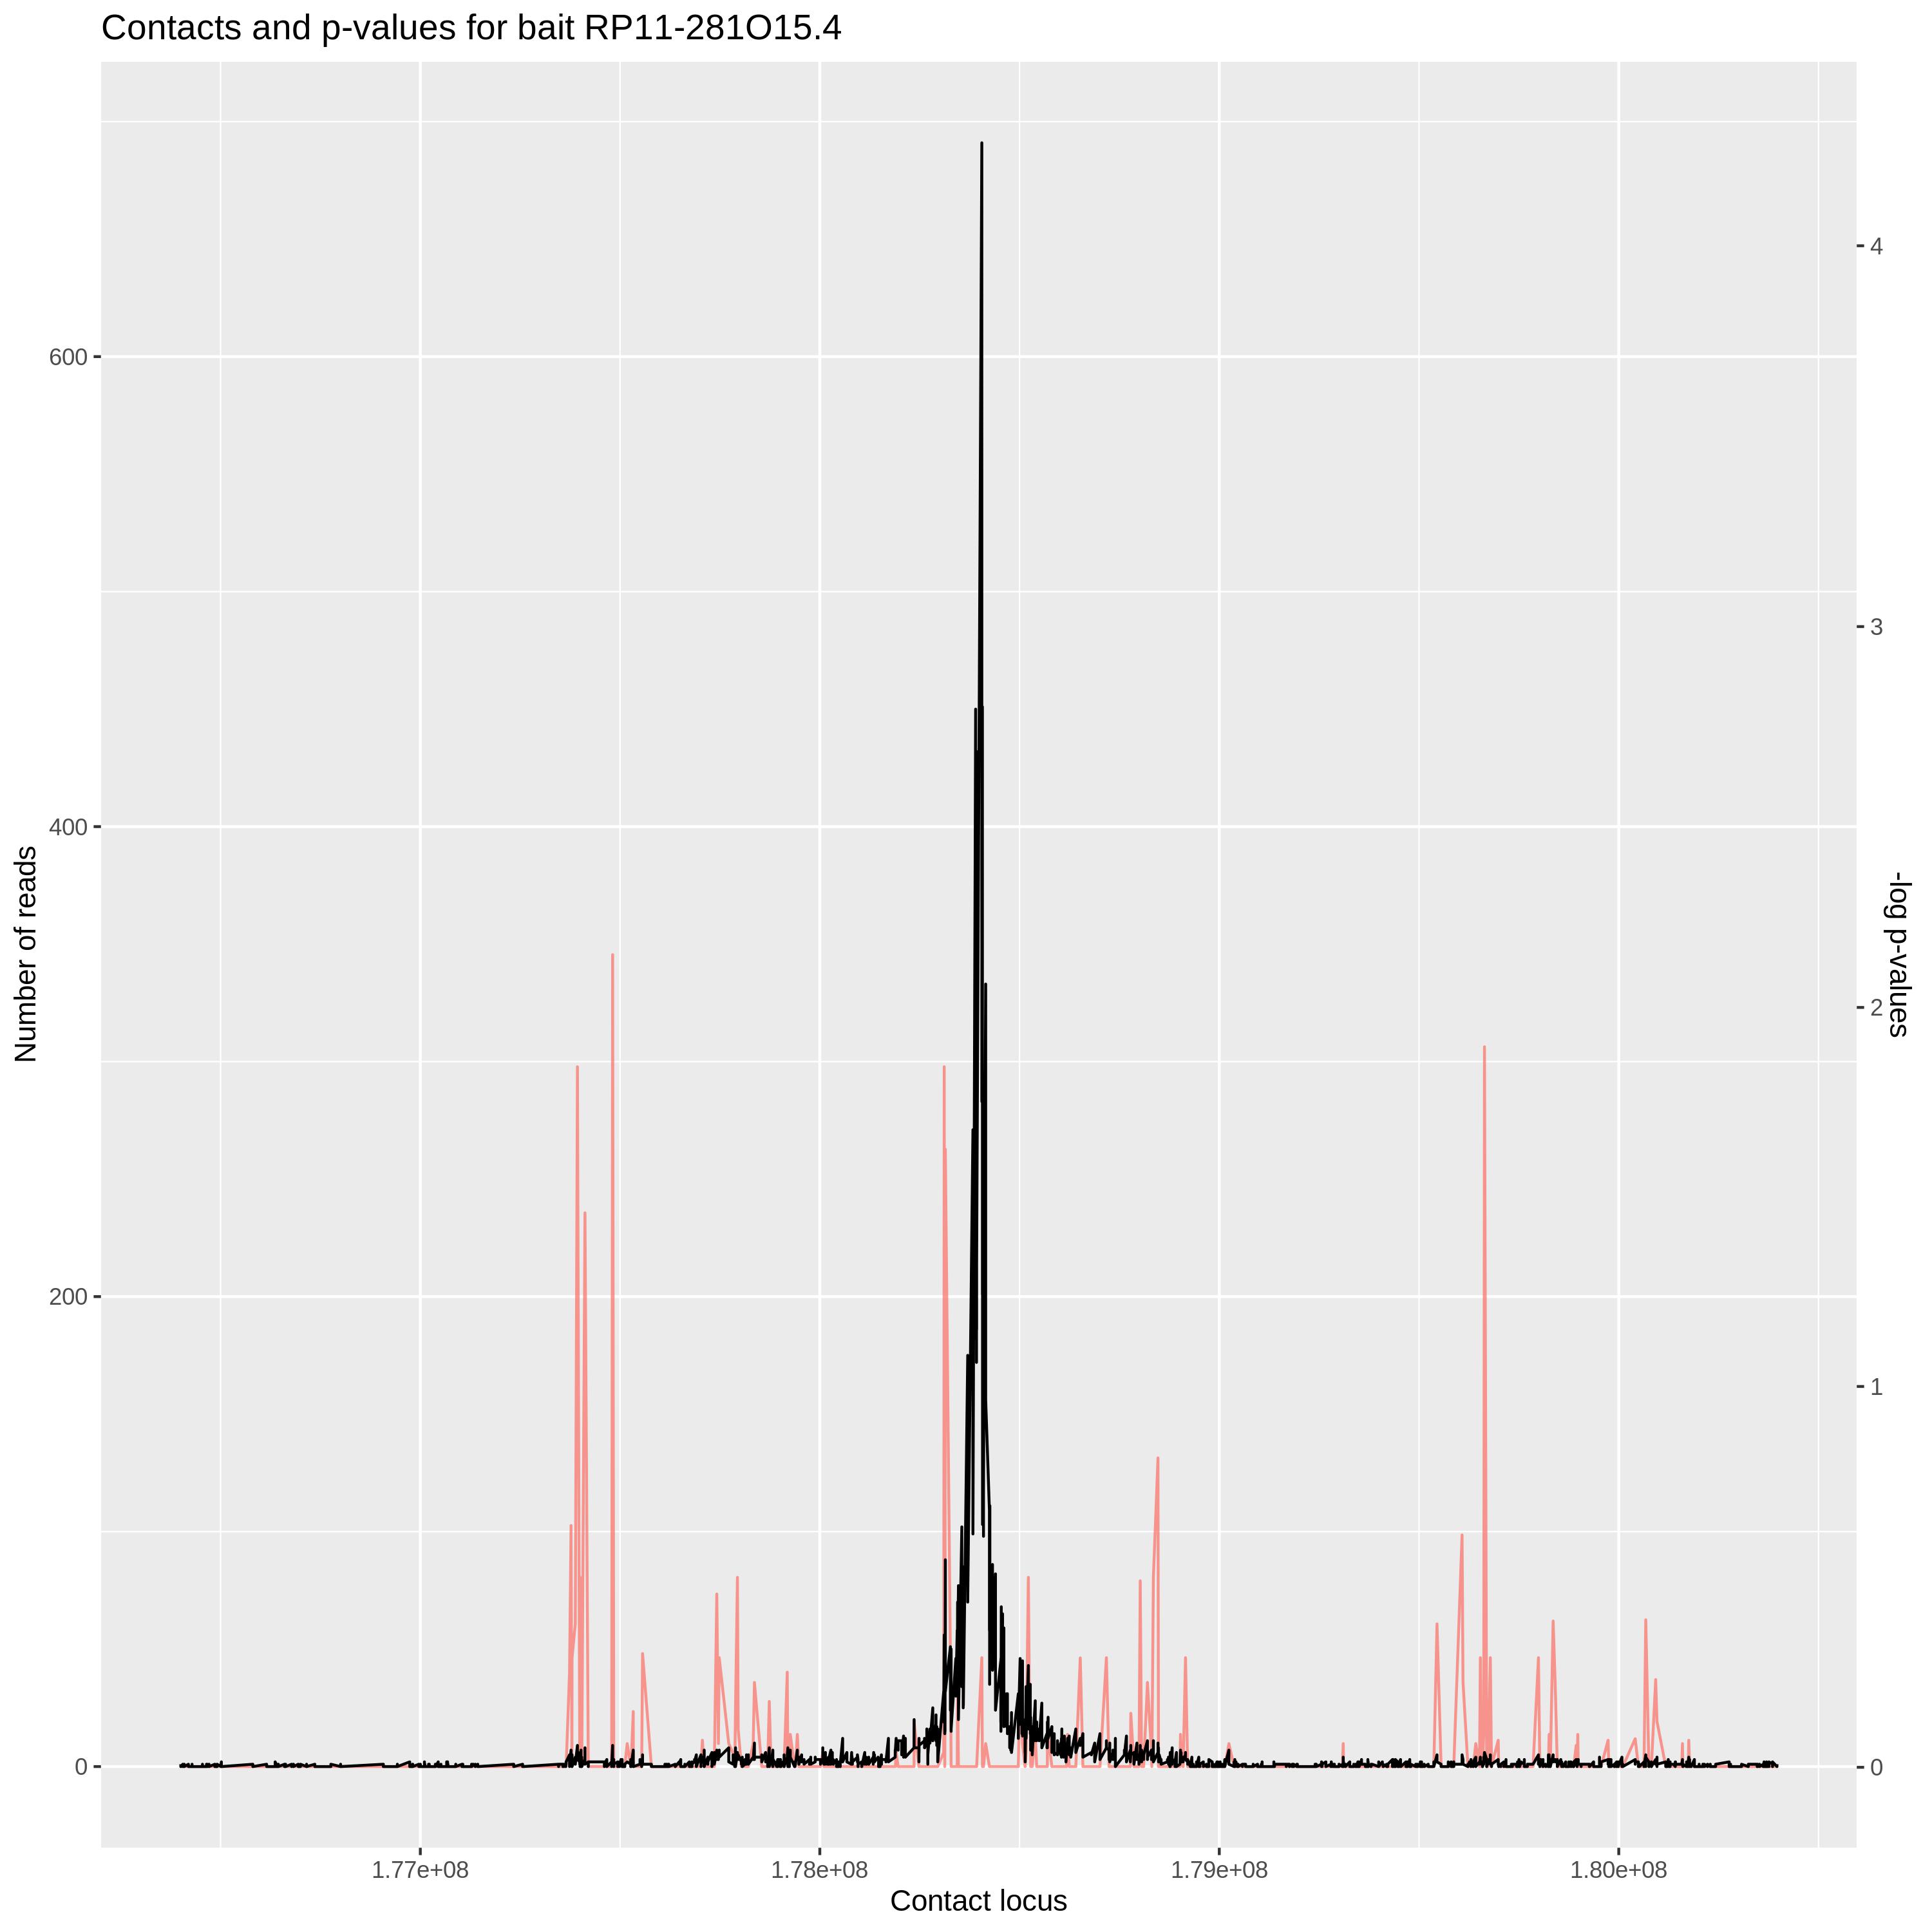 Contacts and p-values for bait RP11-281O15.4
Number of reads
600
400
200
0
4
3
2
1
0
-log p-values
1.77e+08
1.78e+08
1.79e+08
1.80e+08
Contact locus